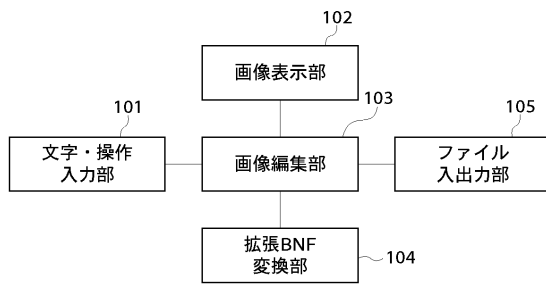 102
画像表示部
101
文字・操作
入力部
103
画像編集部
105
ファイル
入出力部
拡張BNF
変換部
104